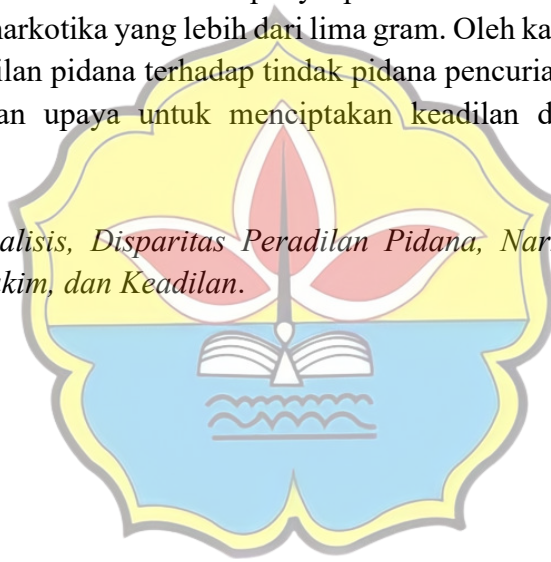 narkotika yang lebih dari lima gram. Oleh ka
ilan pidana terhadap tindak pidana pencuria
an upaya untuk menciptakan keadilan d
alisis, Disparitas Peradilan Pidana, Nar
kim, dan Keadilan.